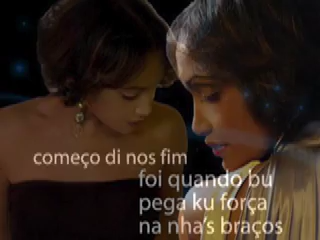 começo di nos fim
foi quando bu
pega ku força
na nha's braços